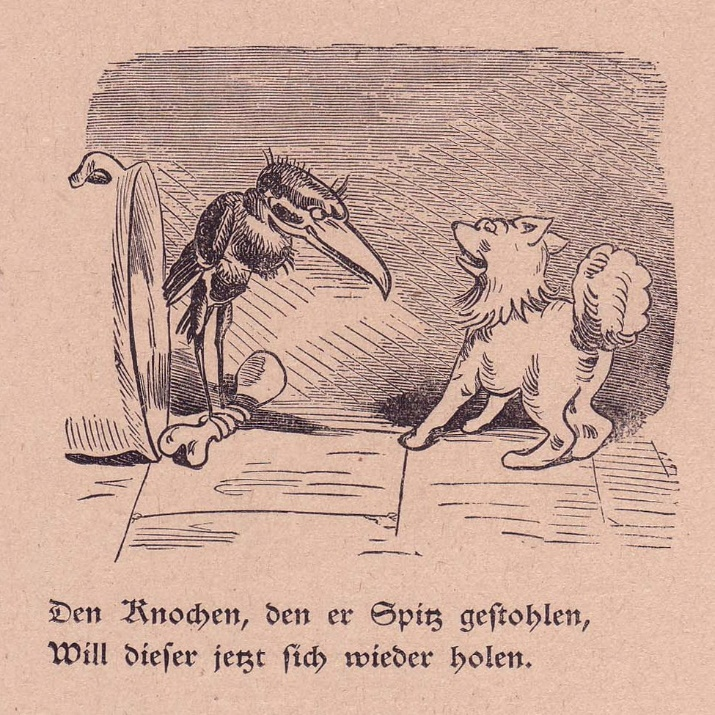 Den Knochen, den er Spitz geſtohlen,
Will dieſer jetzt ſich wieder holen.